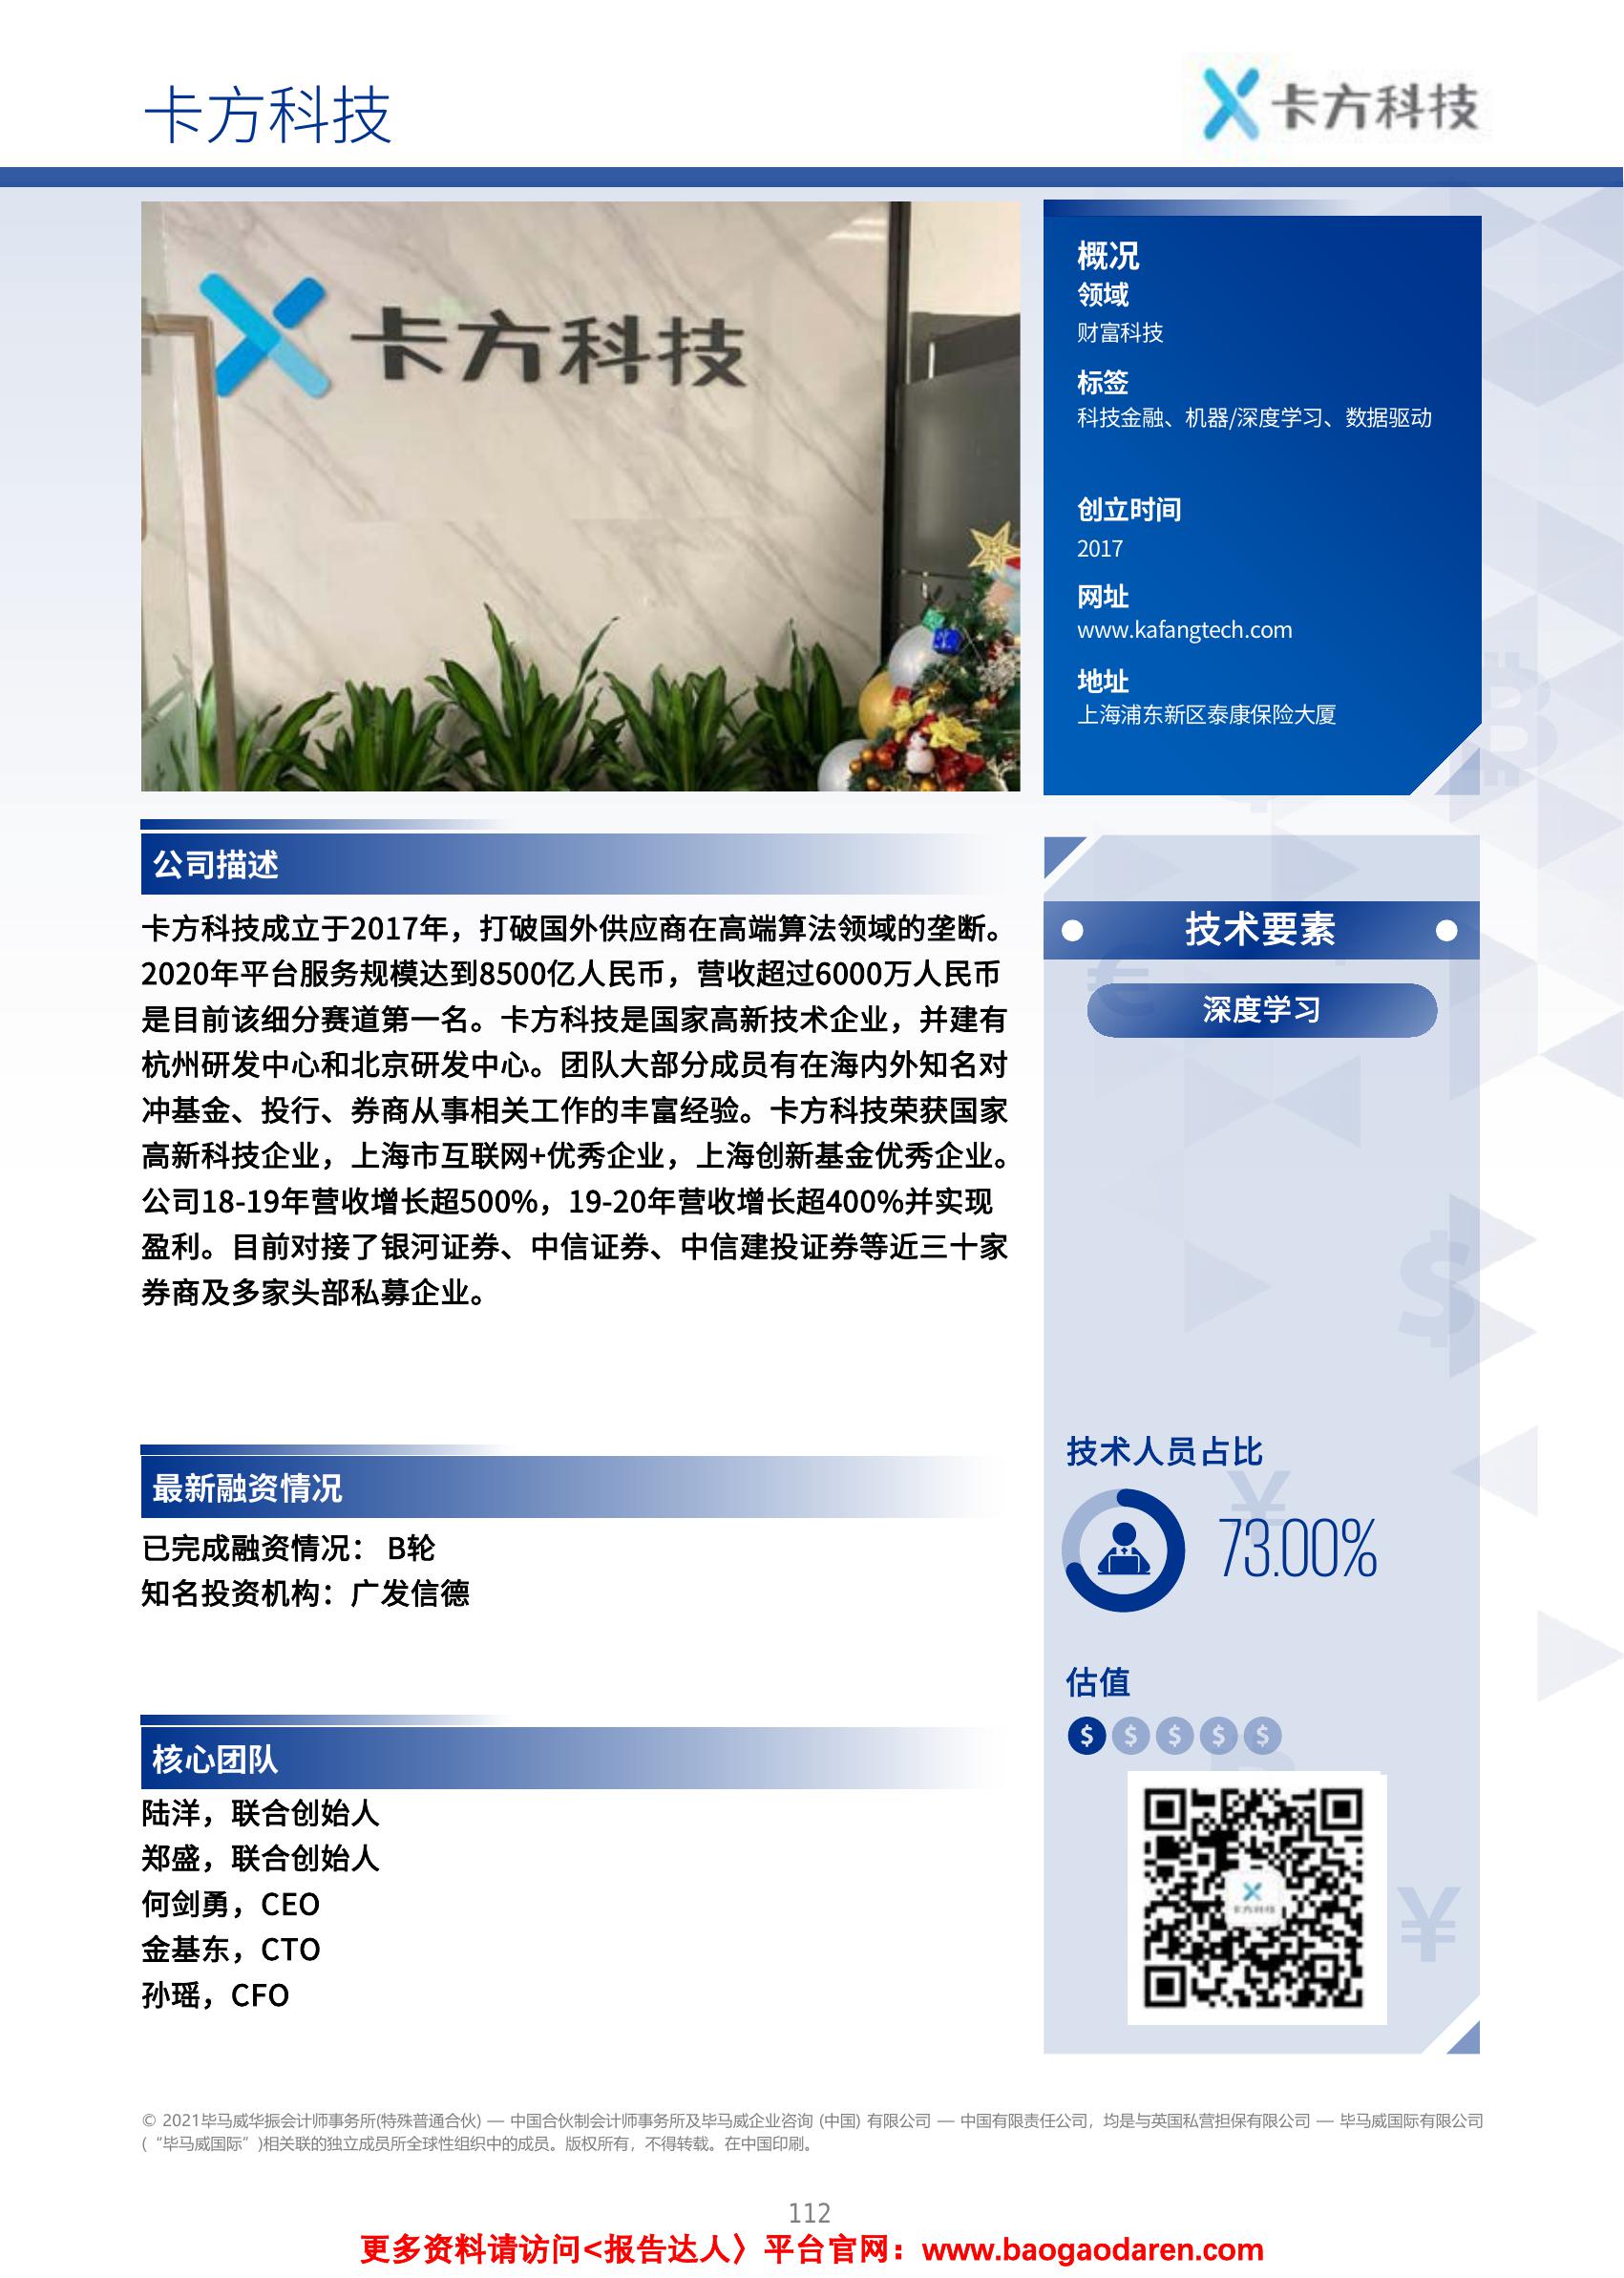 卡方科技
卡方科技
卡方科技
概况
领域
财富科技
标签
科技金融、机器/深度学习、数据驱动
创立时间
2017
网址
www.kafangtech.com
地址
上海浦东新区泰康保险大厦
公司描述
卡方科技成立于2017年，打破国外供应商在高端算法领域的垄断。
2020年平台服务规模达到8500亿人民币，营收超过6000万人民币
是目前该细分赛道第一名。卡方科技是国家高新技术企业，并建有
杭州研发中心和北京研发中心。团队大部分成员有在海内外知名对
冲基金、投行、券商从事相关工作的丰富经验。卡方科技荣获国家
高新科技企业，上海市互联网+优秀企业，上海创新基金优秀企业。
公司18-19年营收增长超500%，19-20年营收增长超400%并实现
盈利。目前对接了银河证券、中信证券、中信建投证券等近三十家
券商及多家头部私募企业。
最新融资情况
已完成融资情况： B轮
知名投资机构：广发信德
核心团队
陆洋，联合创始人
郑盛，联合创始人
何剑勇，CEO
金基东，CTO
孙瑶，CFO
技术要素
深度学习
技术人员占比
73.00%
估值
$ $ $ $ $
卡方科技
© 2021毕马威华振会计师事务所(特殊普通合伙) — 中国合伙制会计师事务所及毕马威企业咨询 (中国) 有限公司 — 中国有限责任公司，均是与英国私营担保有限公司 — 毕马威国际有限公司
(“毕马威国际”)相关联的独立成员所全球性组织中的成员。版权所有，不得转载。在中国印刷。
112
更多资料请访问<报告达人〉平台官网：www.baogaodaren.com